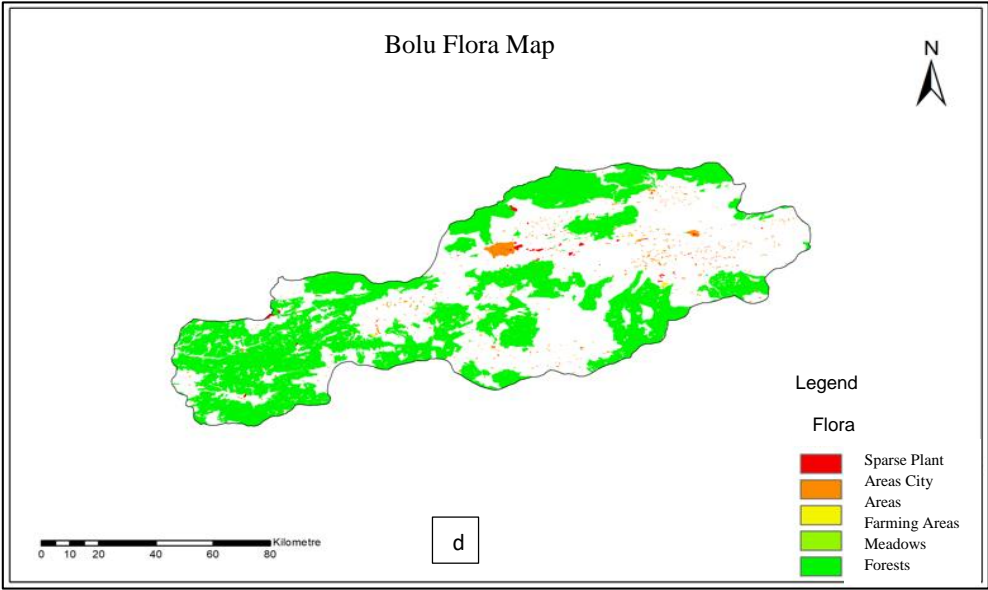 Bolu Flora Map
N
Legend
Flora
Sparse Plant
Areas City
Areas
Farming Areas
Meadows
Forests
Kilometre
0 10 20 40 60 80
d